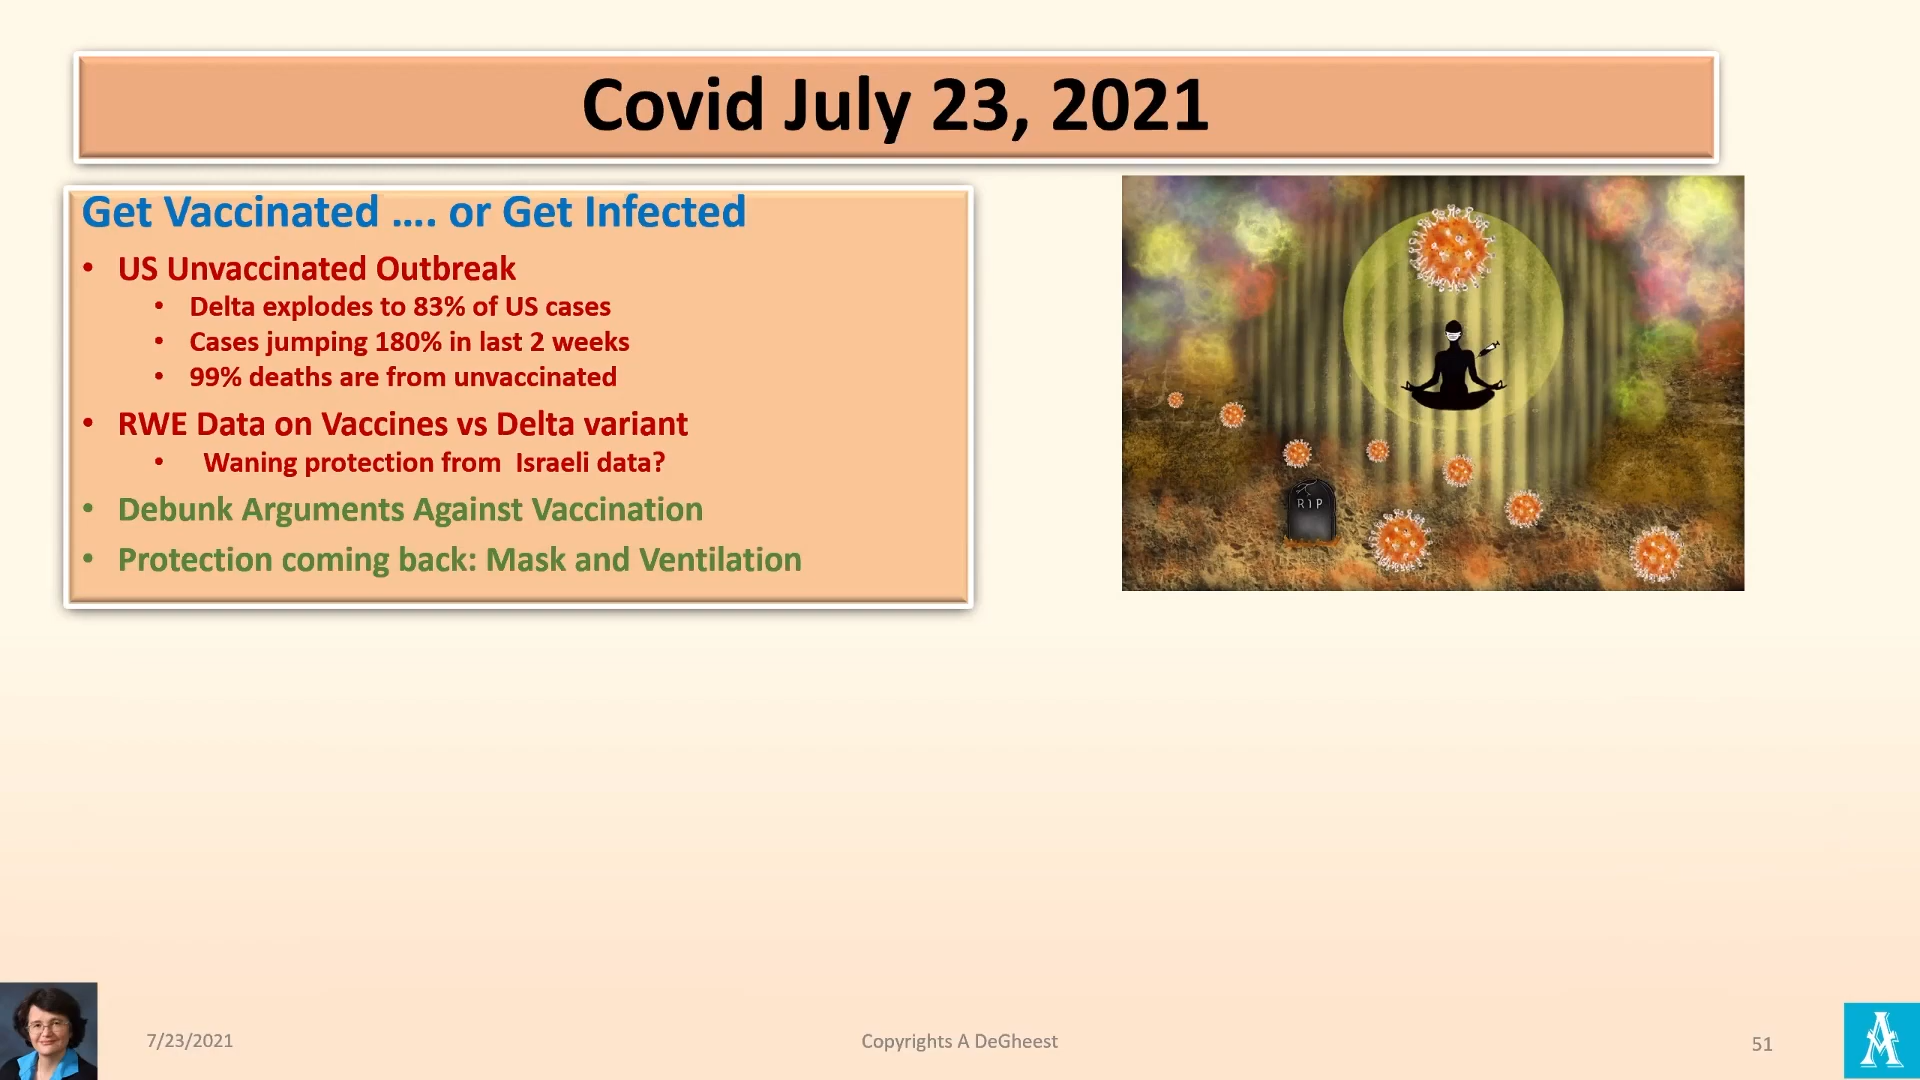 Covid July 23, 2021
Get Vaccinated .... or Get Infected
• US Unvaccinated Outbreak
• Delta explodes to 83% of US cases
• Cases jumping 180% in last 2 weeks
• 99% deaths are from unvaccinated
• RWE Data on Vaccines vs Delta variant
• Waning protection from Israeli data?
• Debunk Arguments Against Vaccination
• Protection coming back: Mask and Ventilation
RIP
7/23/2021
Copyrights A DeGheest
51
A